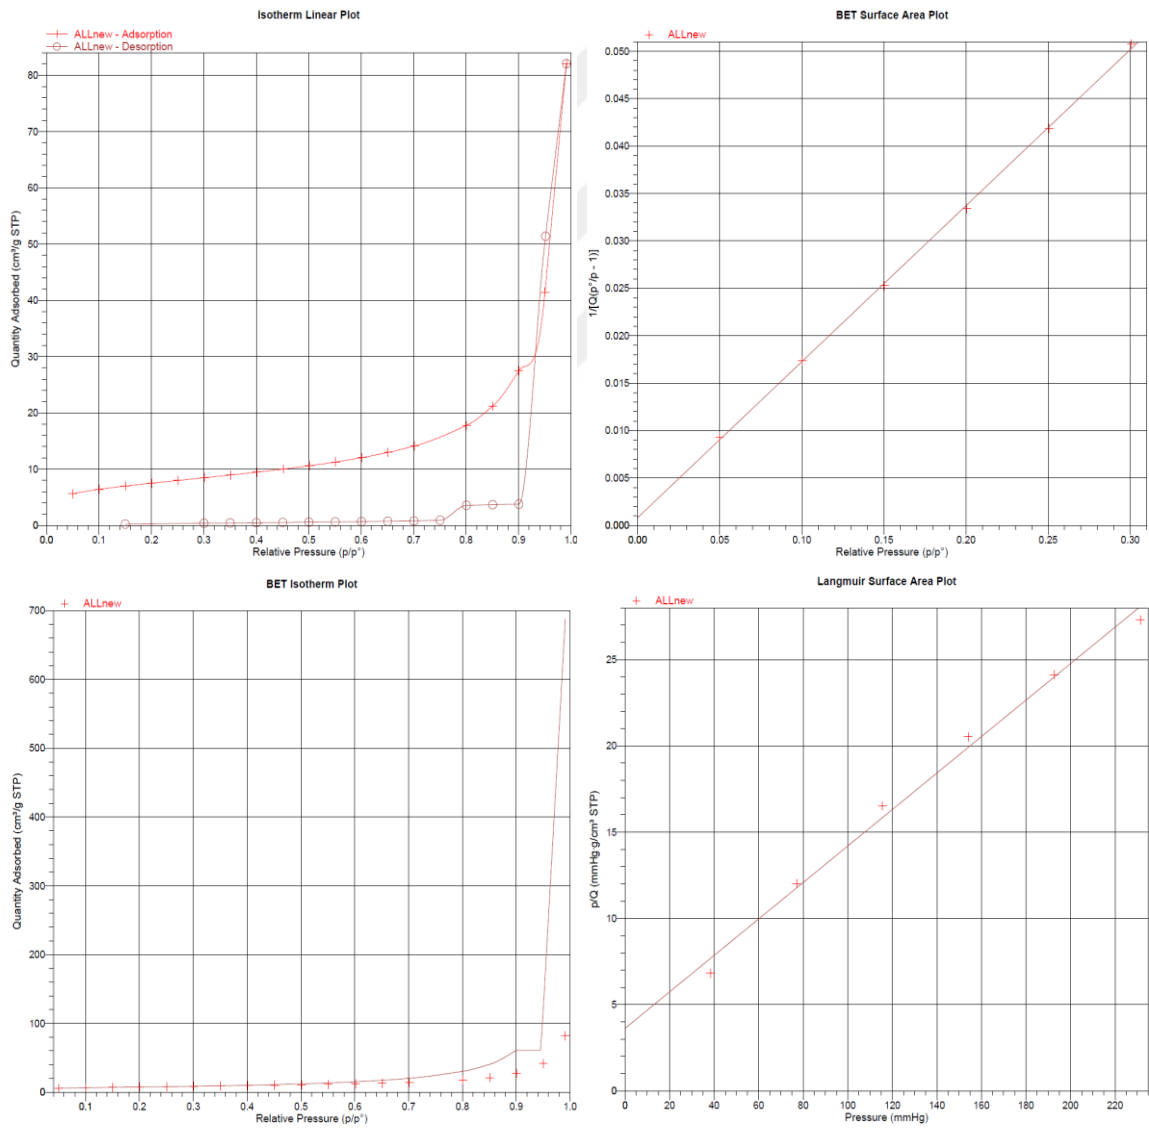 Isotherm Linear Plot
ALLnew - Adsorption
ALLnew - Desorption
Quantity Adsorbed (cm³/g STP)
80
70
60
50
40
30
20
10
0
0.0 0.1 0.2 0.3 0.4 0.5 0.6 0.7 0.8 0.9 1.0
Relative Pressure (p/p°)
BET Surface Area Plot
ALLnew
1/[Q(p°/p - 1)]
0.050
0.045
0.040
0.035
0.030
0.025
0.020
0.015
0.010
0.005
0.000
0.00 0.05 0.10 0.15 0.20 0.25 0.30
Relative Pressure (p/p°)
BET Isotherm Plot
ALLnew
Quantity Adsorbed (cm³/g STP)
700
600
500
400
300
200
100
0
0.1 0.2 0.3 0.4 0.5 0.6 0.7 0.8 0.9 1.0
Relative Pressure (p/p°)
Langmuir Surface Area Plot
ALLnew
p/Q (mmHg·g/cm³ STP)
25
20
15
10
5
0
0 20 40 60 80 100 120 140 160 180 200 220
Pressure (mmHg)